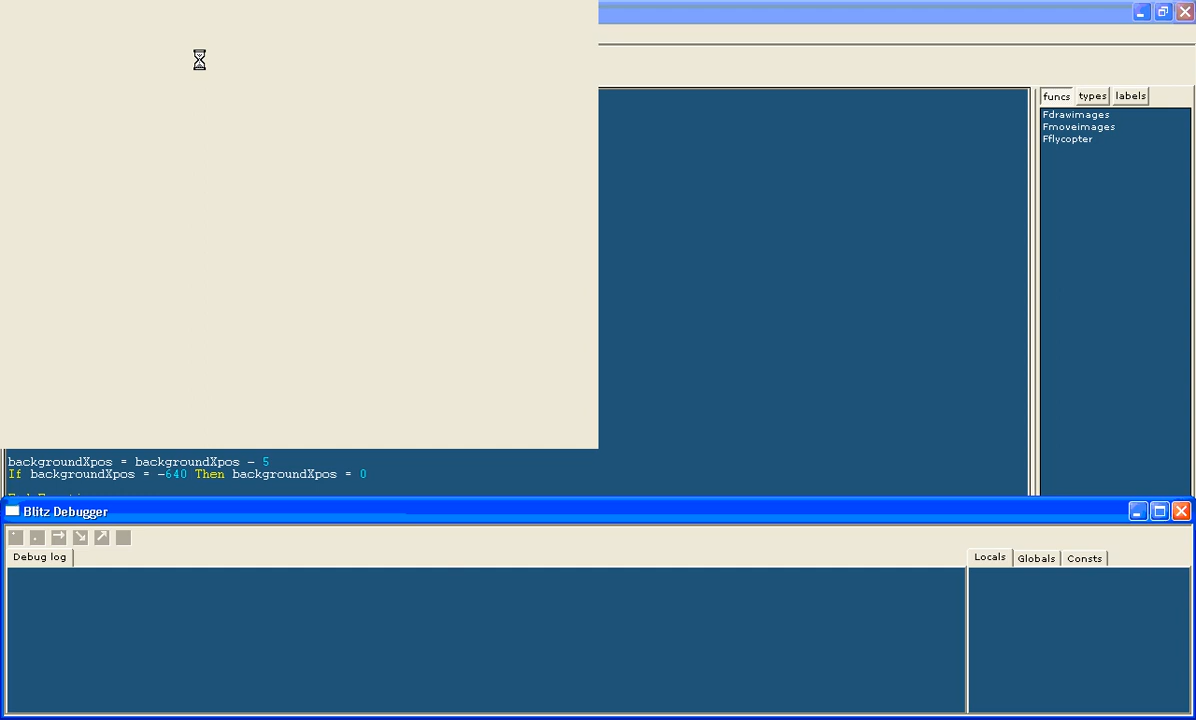 funcs types labels
Fdrawimages
Fmoveimages
Fflycopter
backgroundXpos = backgroundXpos - 5
If backgroundXpos = -640 Then backgroundXpos = 0
Blitz Debugger
Debug log
Locals Globals Consts